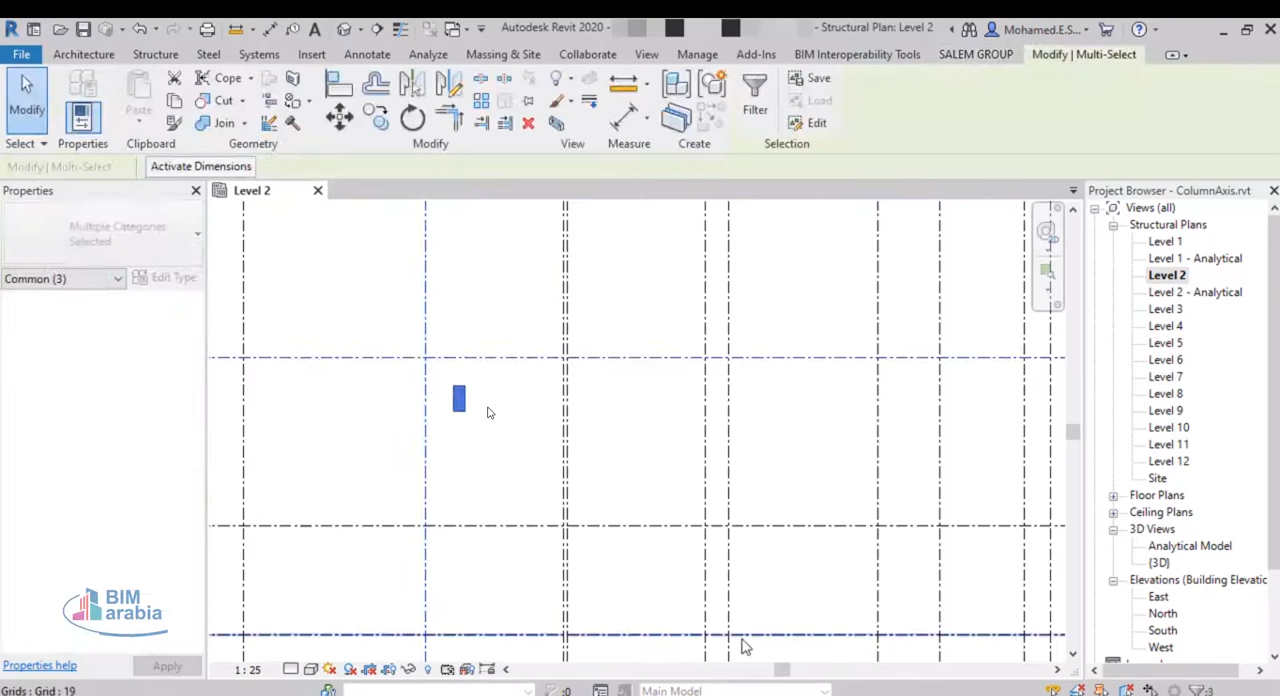 Autodesk Revit 2020 -
- Structural Plan: Level 2
Mohamed.E.S...
File
Architecture
Structure
Steel
Systems
Insert
Annotate
Analyze
Massing & Site
Collaborate
View
Manage
Add-Ins
BIM Interoperability Tools
SALEM GROUP
Modify | Multi-Select
Modify
Paste
Cope
Cut
Join
Filter
Save
Load
Edit
Select
Properties
Clipboard
Geometry
Modify
View
Measure
Create
Selection
Modify | Multi-Select
Activate Dimensions
Properties
Level 2
Project Browser - ColumnAxis.rvt
Multiple Categories
Selected
Common (3)
Edit Type
Views (all)
Structural Plans
Level 1
Level 1 - Analytical
Level 2
Level 2 - Analytical
Level 3
Level 4
Level 5
Level 6
Level 7
Level 8
Level 9
Level 10
Level 11
Level 12
Site
Floor Plans
Ceiling Plans
3D Views
Analytical Model
{3D}
Elevations (Building Elevatic
East
North
South
West
BIM
arabia
Properties help
Apply
1 : 25
Grids : Grid : 19
:0
Main Model
:3